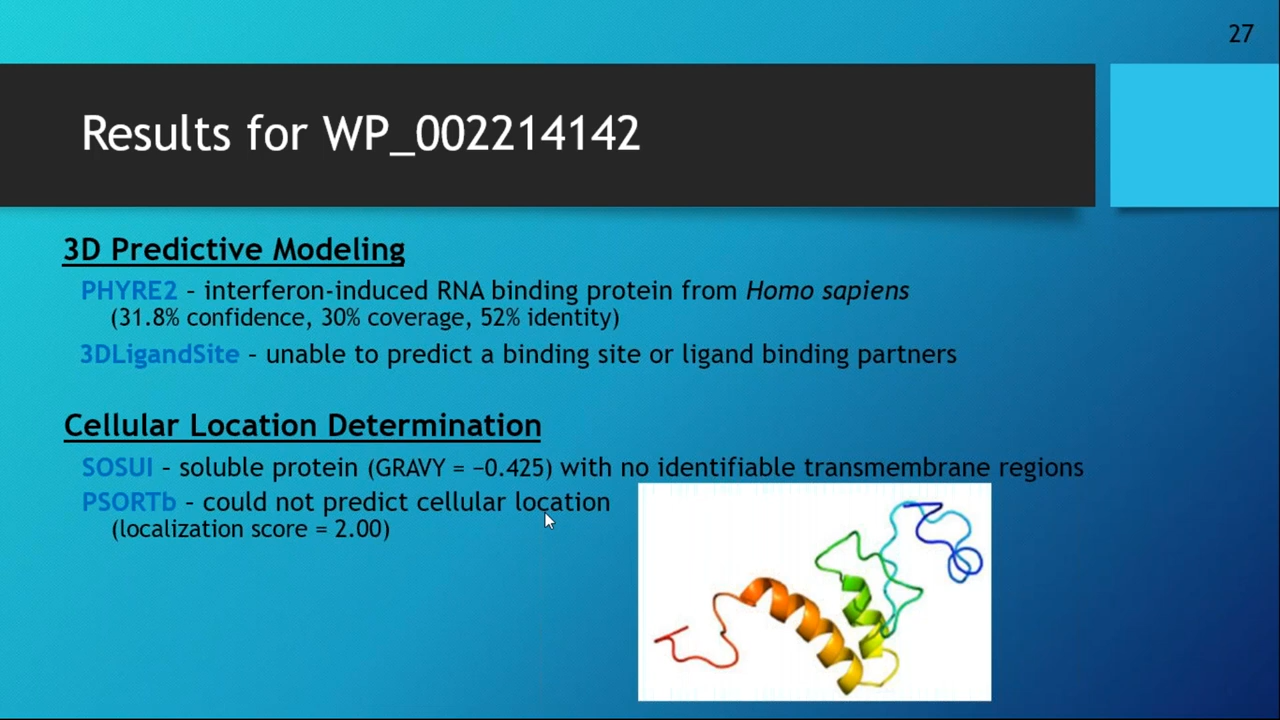 27
Results for WP_002214142
3D Predictive Modeling
PHYRE2 – interferon-induced RNA binding protein from Homo sapiens
(31.8% confidence, 30% coverage, 52% identity)
3DLigandSite – unable to predict a binding site or ligand binding partners
Cellular Location Determination
SOSUI – soluble protein (GRAVY = −0.425) with no identifiable transmembrane regions
PSORTb – could not predict cellular location
(localization score = 2.00)